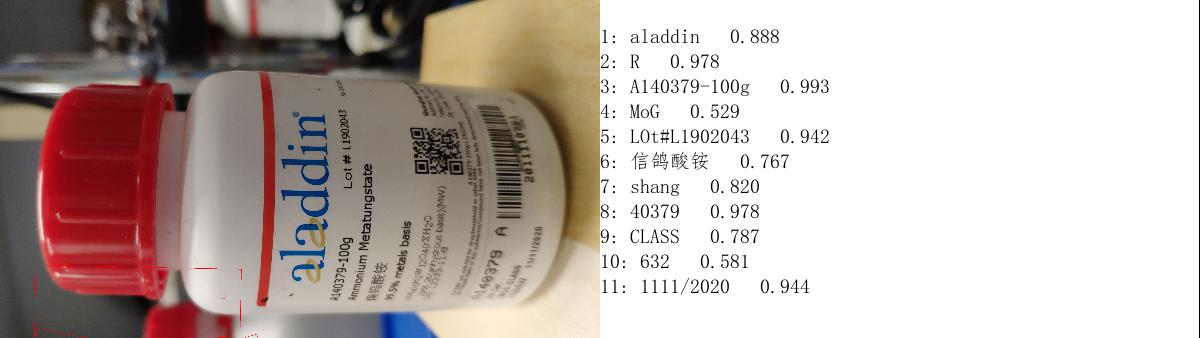 aladdin®
A140379-100g
Lot # L1902043
Ammonium Metatungstate
偏钨酸铵
99.5% metals basis
A140379 A
11/11/2020
1: aladdin 0.888
2: R 0.978
3: A140379-100g 0.993
4: MoG 0.529
5: LOt#L1902043 0.942
6: 信鸽酸铵 0.767
7: shang 0.820
8: 40379 0.978
9: CLASS 0.787
10: 632 0.581
11: 1111/2020 0.944